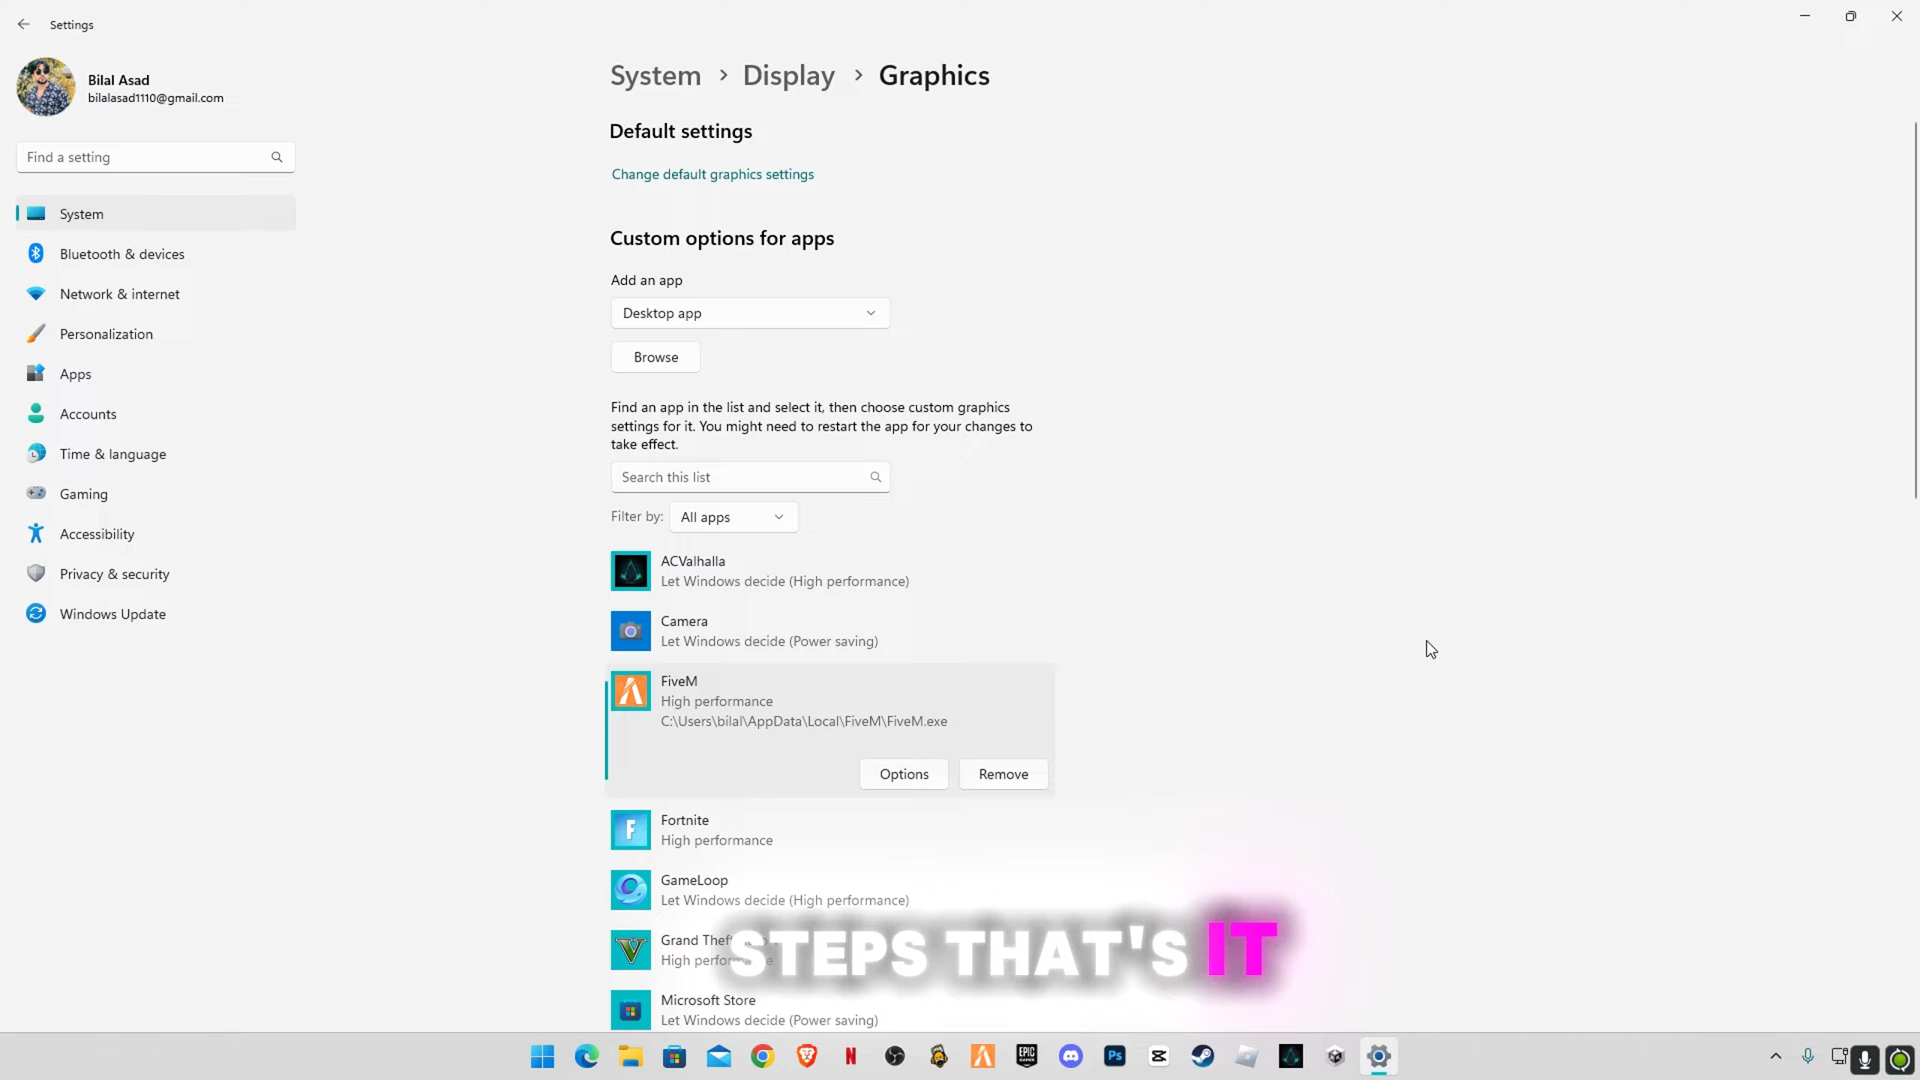 Settings
Bilal Asad
bilalasad1110@gmail.com
Find a setting
System
Bluetooth & devices
Network & internet
Personalization
Apps
Accounts
Time & language
Gaming
Accessibility
Privacy & security
Windows Update
System > Display > Graphics
Default settings
Change default graphics settings
Custom options for apps
Add an app
Desktop app
Browse
Find an app in the list and select it, then choose custom graphics
settings for it. You might need to restart the app for your changes to
take effect.
Search this list
Filter by: All apps
ACValhalla
Let Windows decide (High performance)
Camera
Let Windows decide (Power saving)
FiveM
High performance
C:\Users\bilal\AppData\Local\FiveM\FiveM.exe
Options Remove
Fortnite
High performance
GameLoop
Let Windows decide (High performance)
Grand Theft
High
STEPS THAT'S IT
Microsoft Store
Let Windows decide (Power saving)